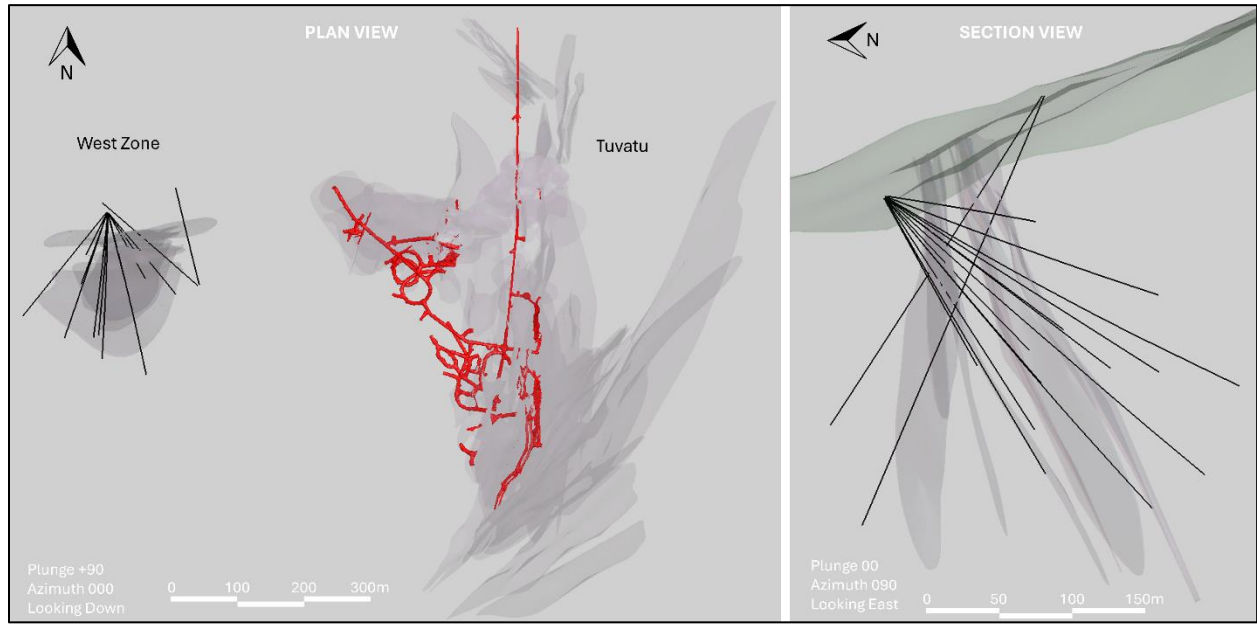 PLAN VIEW
N
West Zone
Tuvatu
Plunge +90
Azimuth 000
Looking Down
0 100 200 300m
SECTION VIEW
N
Plunge 00
Azimuth 090
Looking East
0 50 100 150m